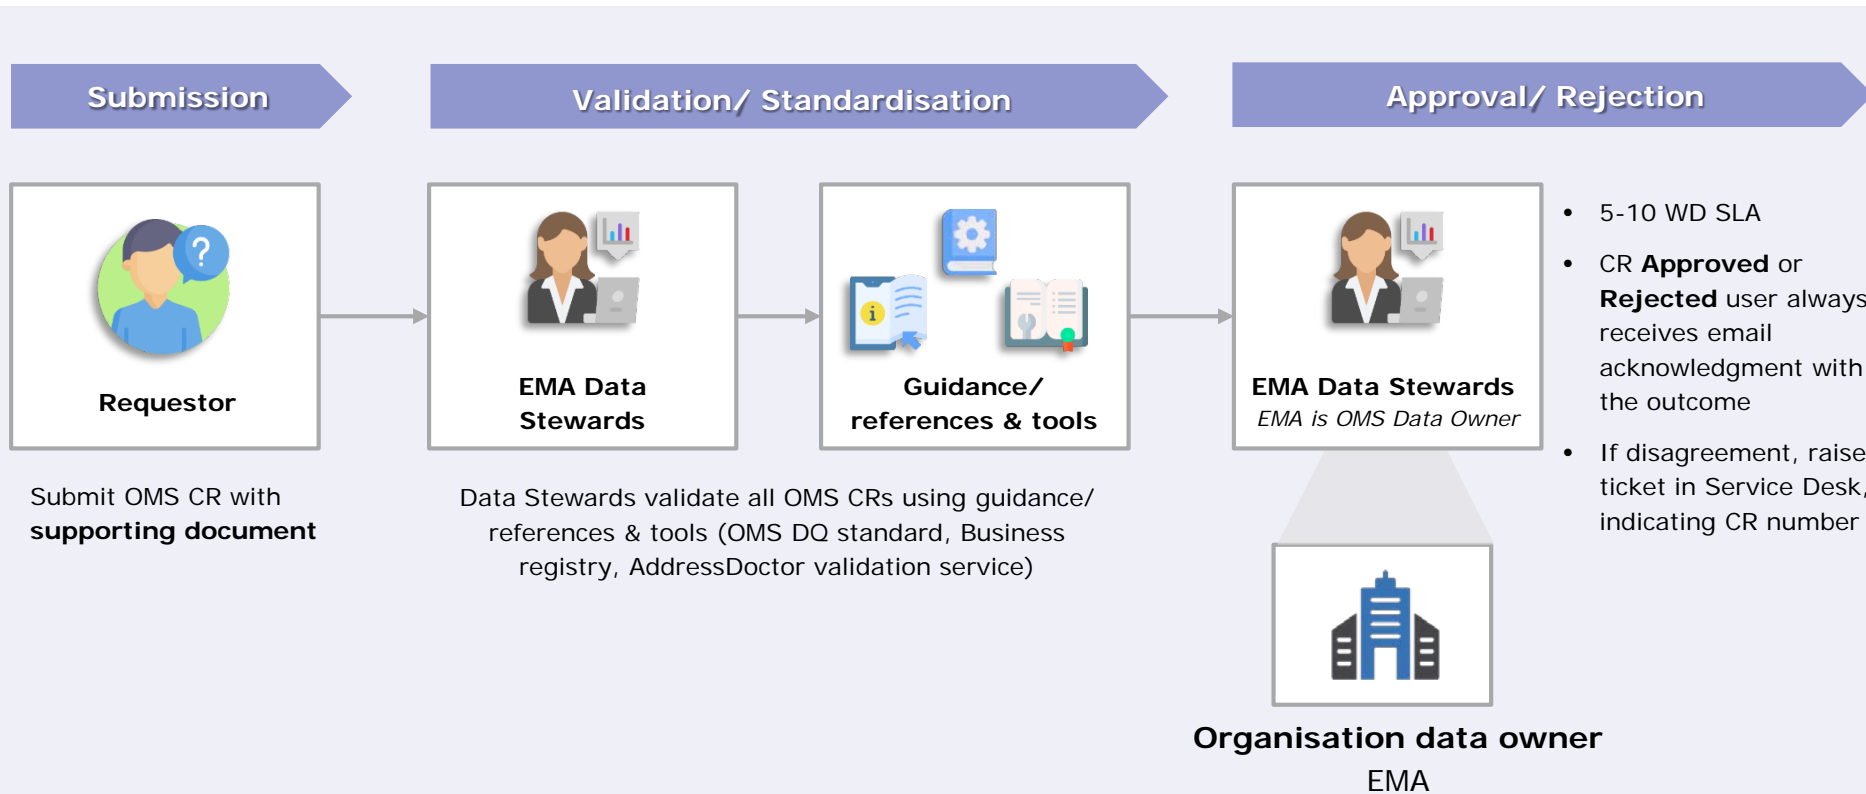 Submission
Validation/ Standardisation
Approval/ Rejection
?
i
Requestor
EMA Data
Stewards
Guidance/
references & tools
EMA Data Stewards
EMA is OMS Data Owner
Submit OMS CR with
supporting document
Data Stewards validate all OMS CRs using guidance/
references & tools (OMS DQ standard, Business
registry, AddressDoctor validation service)
• 5-10 WD SLA
• CR Approved or
Rejected user always
receives email
acknowledgment with
the outcome
• If disagreement, raise
ticket in Service Desk,
indicating CR number
Organisation data owner
EMA